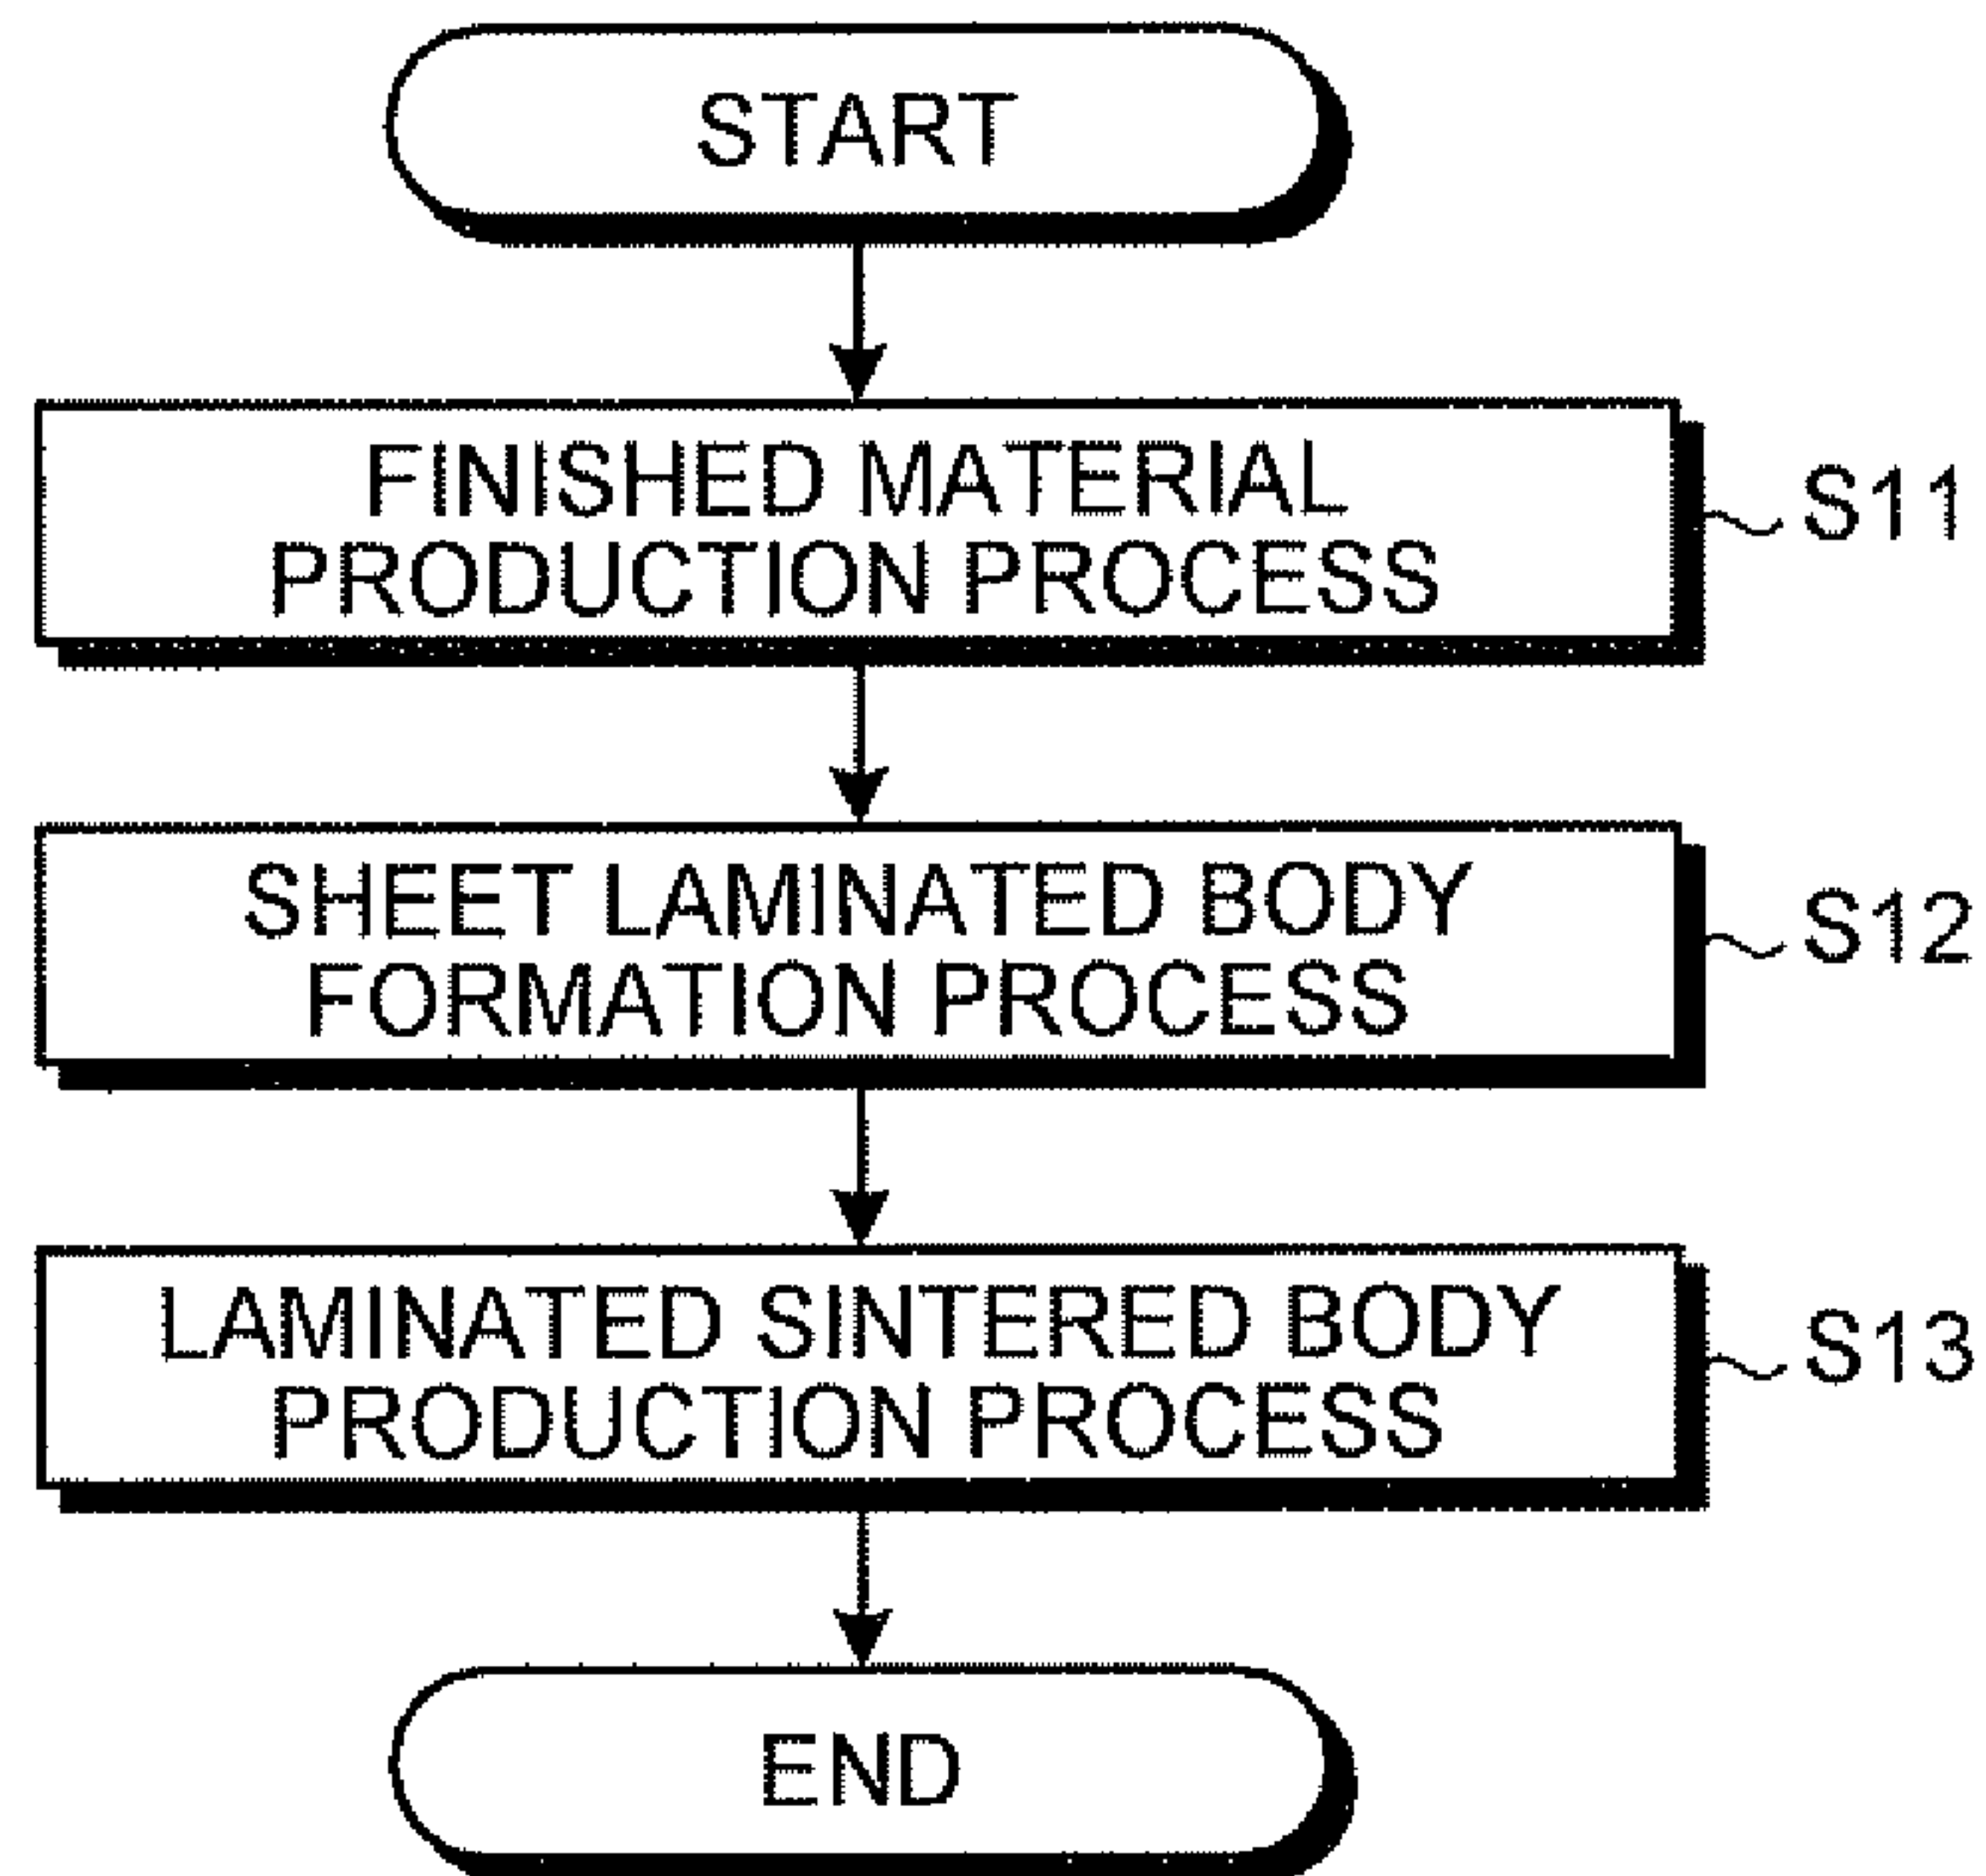 START
FINISHED MATERIAL
PRODUCTION PROCESS
S11
SHEET LAMINATED BODY
FORMATION PROCESS
S12
LAMINATED SINTERED BODY
PRODUCTION PROCESS
S13
END